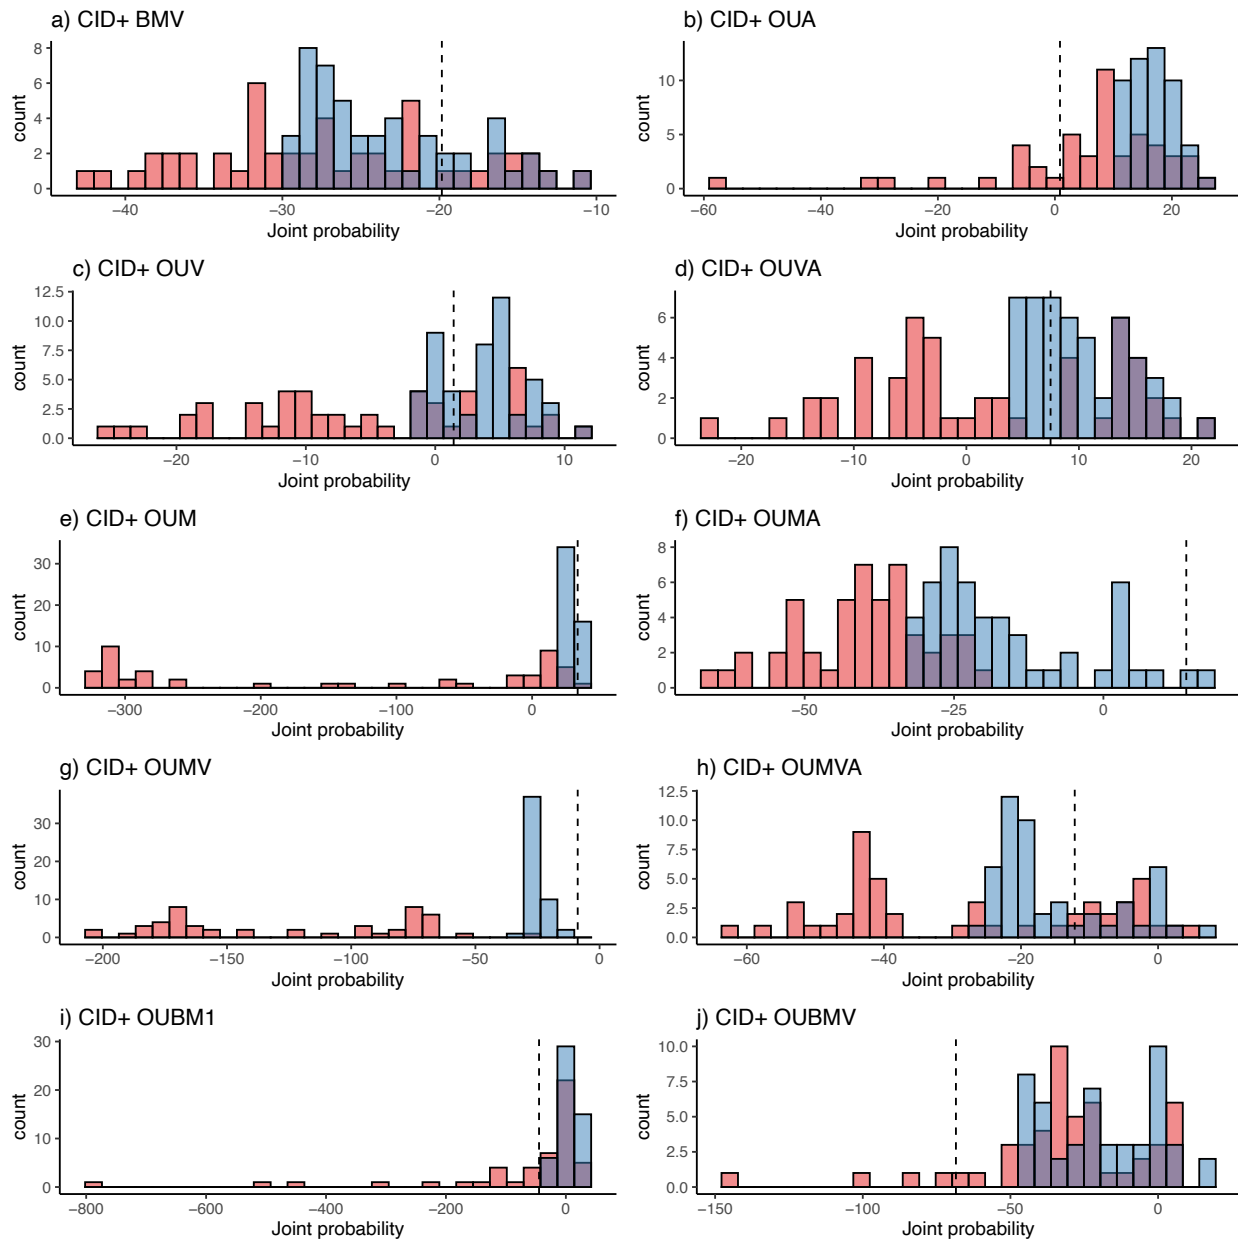 a) CID+ BMV
8
6
4
2
0
count
−40
−30
−20
−10
Joint probability
b) CID+ OUA
10
5
0
count
−60
−40
−20
0
20
Joint probability
c) CID+ OUV
12.5
10.0
7.5
5.0
2.5
0.0
count
−20
−10
0
10
Joint probability
d) CID+ OUVA
6
4
2
0
count
−20
−10
0
10
20
Joint probability
e) CID+ OUM
30
20
10
0
count
−300
−200
−100
0
Joint probability
f) CID+ OUMA
8
6
4
2
0
count
−50
−25
0
Joint probability
g) CID+ OUMV
30
20
10
0
count
−200
−150
−100
−50
0
Joint probability
h) CID+ OUMVA
12.5
10.0
7.5
5.0
2.5
0.0
count
−60
−40
−20
0
Joint probability
i) CID+ OUBM1
30
20
10
0
count
−800
−600
−400
−200
0
Joint probability
j) CID+ OUBMV
10.0
7.5
5.0
2.5
0.0
count
−150
−100
−50
0
Joint probability